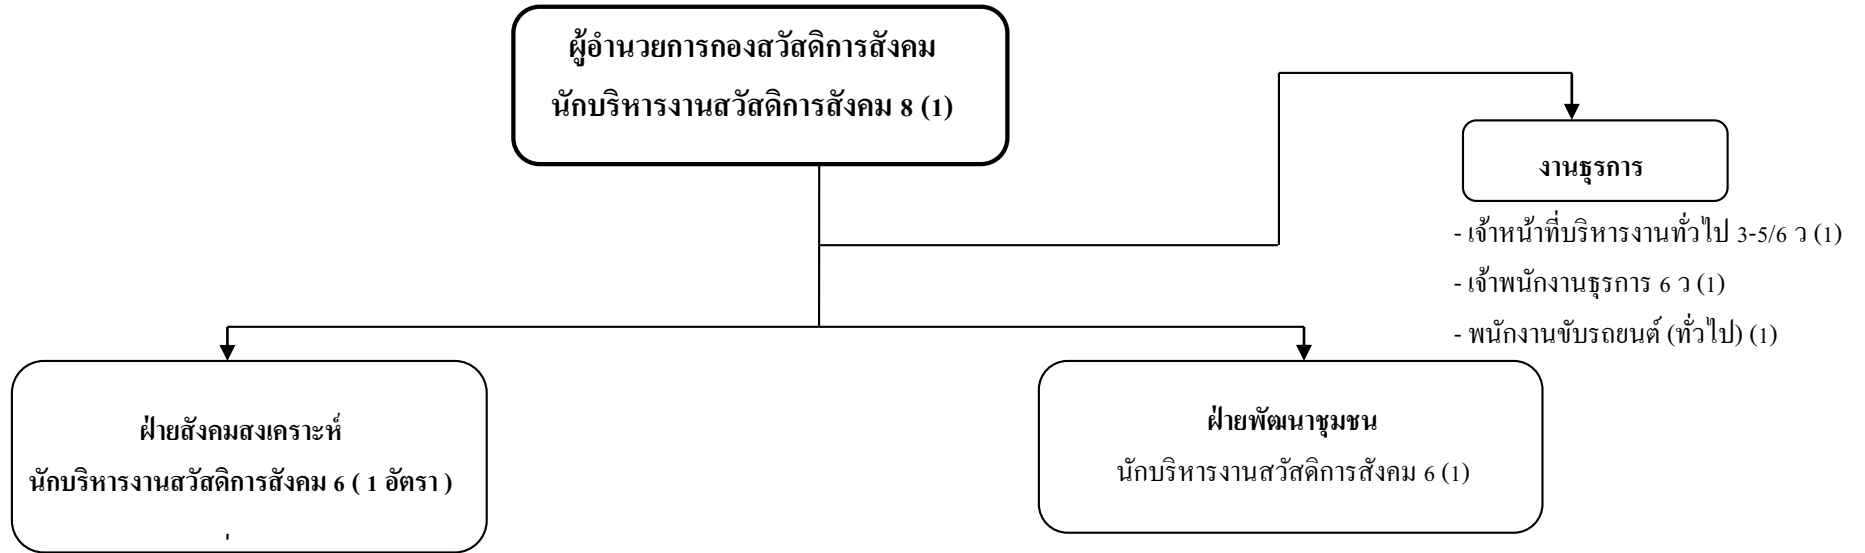 ผู้อำนวยการกองสวัสดิการสังคม
นักบริหารงานสวัสดิการสังคม 8 (1)
งานธุรการ
- เจ้าหน้าที่บริหารงานทั่วไป 3-5/6 ว (1)
- เจ้าพนักงานธุรการ 6 ว (1)
- พนักงานขับรถยนต์ (ทั่วไป) (1)
ฝ่ายสังคมสงเคราะห์
นักบริหารงานสวัสดิการสังคม 6 ( 1 อัตรา )
ฝ่ายพัฒนาชุมชน
นักบริหารงานสวัสดิการสังคม 6 (1)